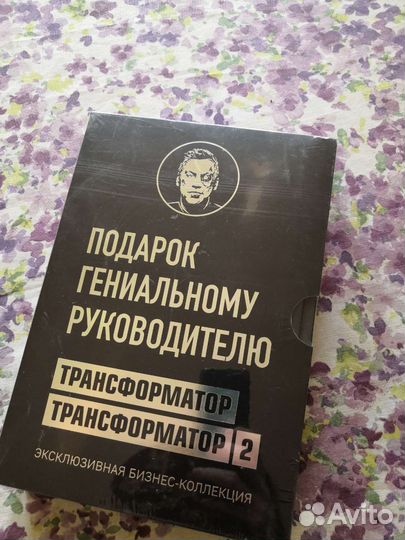 ПОДАРОК
ГЕНИАЛЬНОМУ
РУКОВОДИТЕЛЮ
ТРАНСФОРМАТОР
ТРАНСФОРМАТОР|2
ЭКСКЛЮЗИВНАЯ БИЗНЕС-КОЛЛЕКЦИЯ
Avito